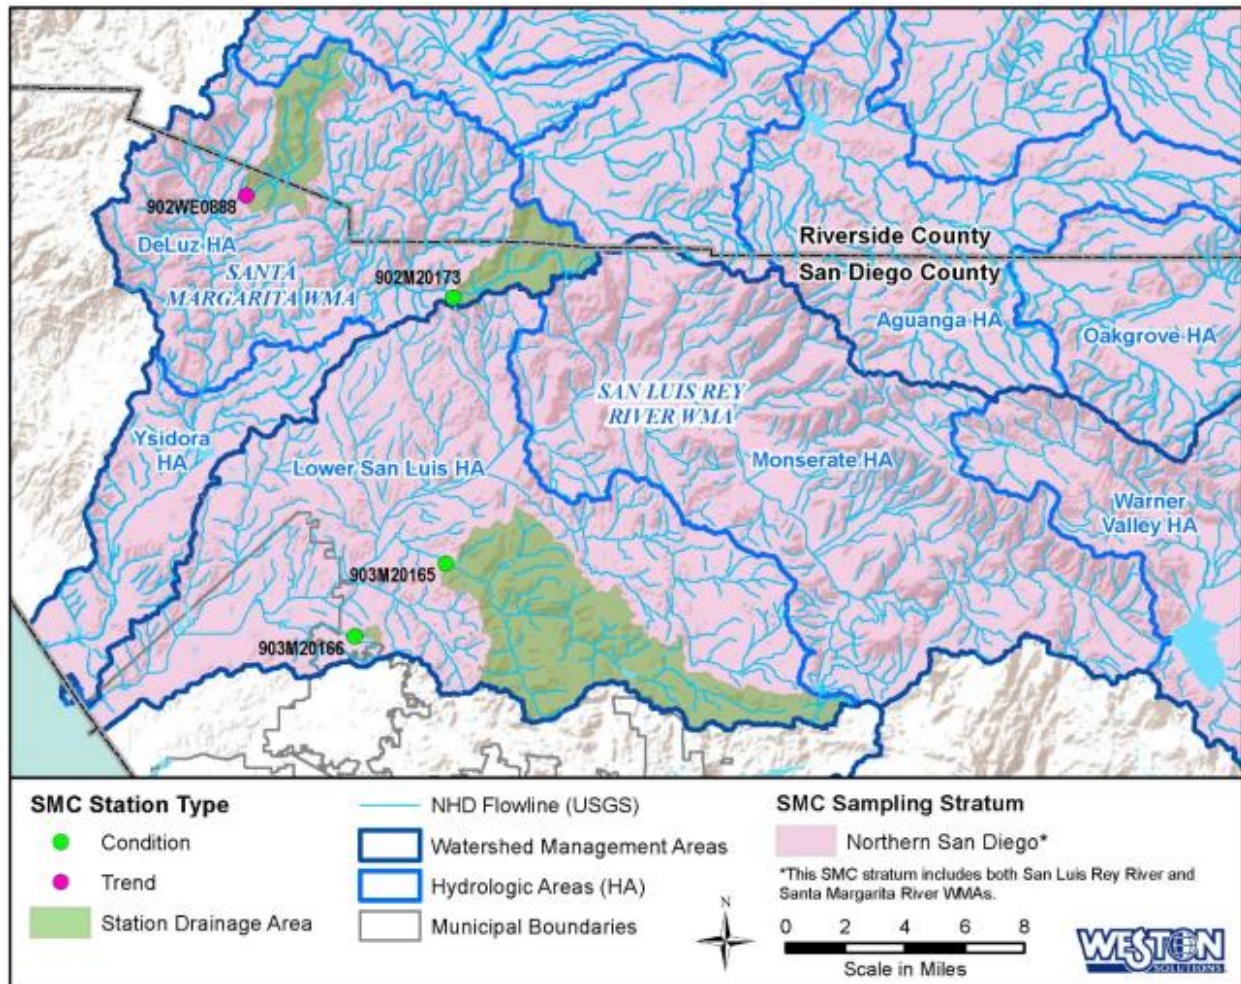 Riverside County
San Diego County
902WE0888
DeLuz HA
SANTA
MARGARITA WMA
902M20173
Aguanga HA
Oakgrove HA
SAN LUIS REY
RIVER WMA
Ysidora
HA
Lower San Luis HA
Monserate HA
Warner
Valley HA
903M20165
903M20166
SMC Station Type
Condition
Trend
Station Drainage Area
NHD Flowline (USGS)
Watershed Management Areas
Hydrologic Areas (HA)
Municipal Boundaries
SMC Sampling Stratum
Northern San Diego*
*This SMC stratum includes both San Luis Rey River and
Santa Margarita River WMAs.
N
0 2 4 6 8
Scale in Miles
WESTON
SOLUTIONS